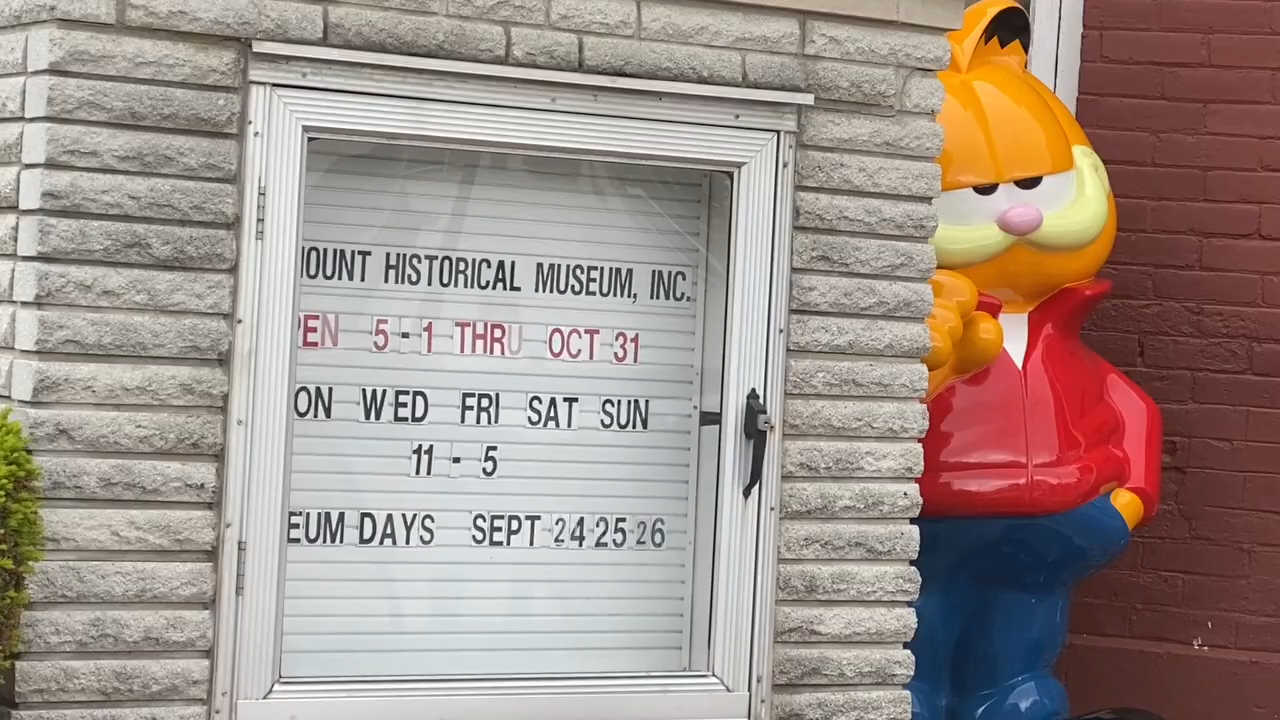 MOUNT HISTORICAL MUSEUM, INC.
PEN 5-1 THRU OCT 31
ON WED FRI SAT SUN
11 - 5
EUM DAYS SEPT 24 25 26